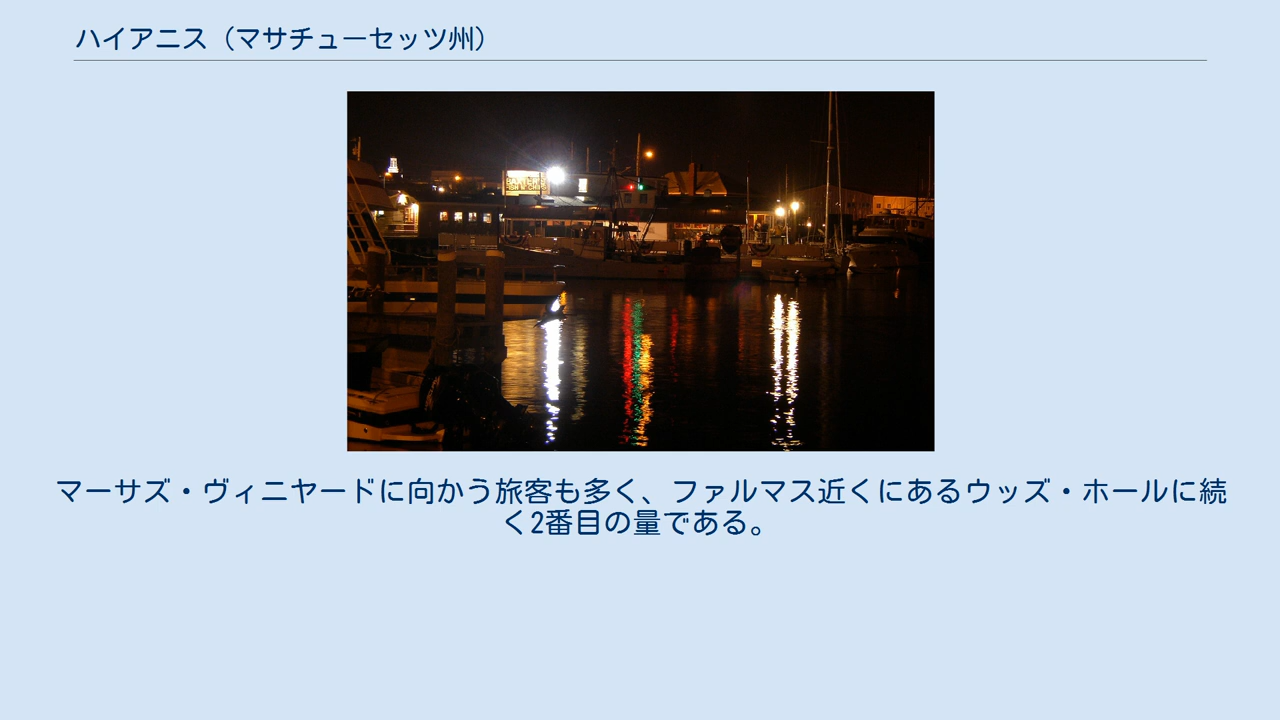 ハイアニス（マサチューセッツ州）
マーサズ・ヴィニヤードに向かう旅客も多く、ファルマス近くにあるウッズ・ホールに続
く2番目の量である。